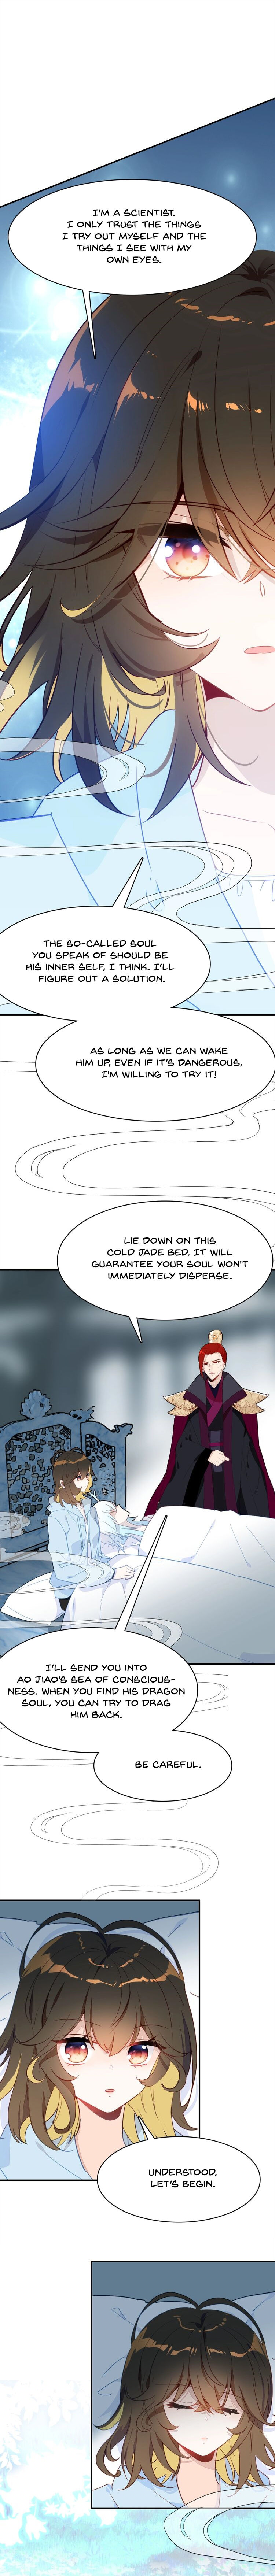 I'M A SCIENTIST.
I ONLY TRUST THE THINGS
I TRY OUT MYSELF AND THE
THINGS I SEE WITH MY
OWN EYES.
THE SO-CALLED SOUL
YOU SPEAK OF SHOULD BE
HIS INNER SELF, I THINK. I'LL
FIGURE OUT A SOLUTION.
AS LONG AS WE CAN WAKE
HIM UP, EVEN IF IT'S DANGEROUS,
I'M WILLING TO TRY IT!
LIE DOWN ON THIS
COLD JADE BED. IT WILL
GUARANTEE YOUR SOUL WON'T
IMMEDIATELY DISPERSE.
I'LL SEND YOU INTO
AO JIAO'S SEA OF CONSCIOUS-
NESS. WHEN YOU FIND HIS DRAGON
SOUL, YOU CAN TRY TO DRAG
HIM BACK.
BE CAREFUL.
UNDERSTOOD.
LET'S BEGIN.